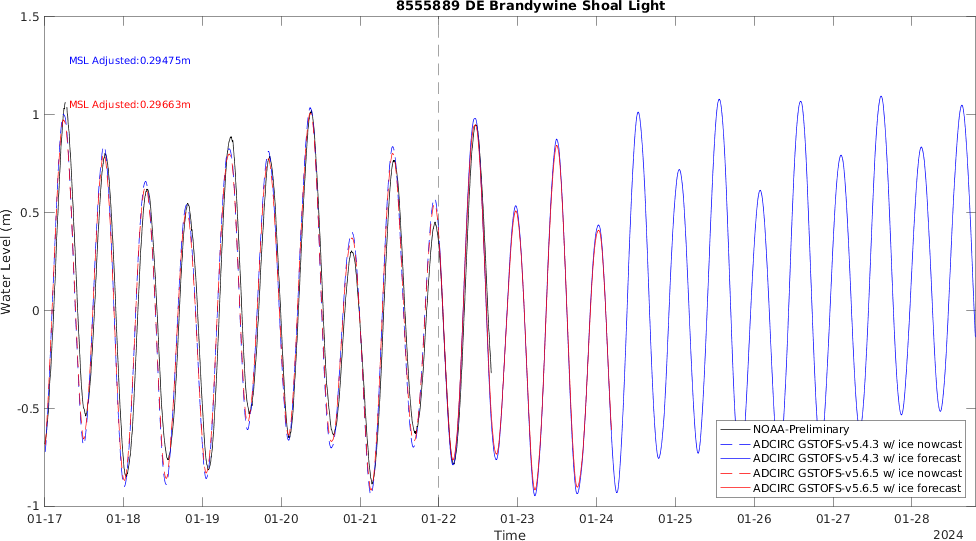 8555889 DE Brandywine Shoal Light
1.5
MSL Adjusted:0.29475m
MSL Adjusted:0.29663m
1
0.5
Water Level (m)
0
-0.5
-1
NOAA-Preliminary
ADCIRC GSTOFS-v5.4.3 w/ ice nowcast
ADCIRC GSTOFS-v5.4.3 w/ ice forecast
ADCIRC GSTOFS-v5.6.5 w/ ice nowcast
ADCIRC GSTOFS-v5.6.5 w/ ice forecast
01-17 01-18 01-19 01-20 01-21 01-22 01-23 01-24 01-25 01-26 01-27 01-28
Time
2024